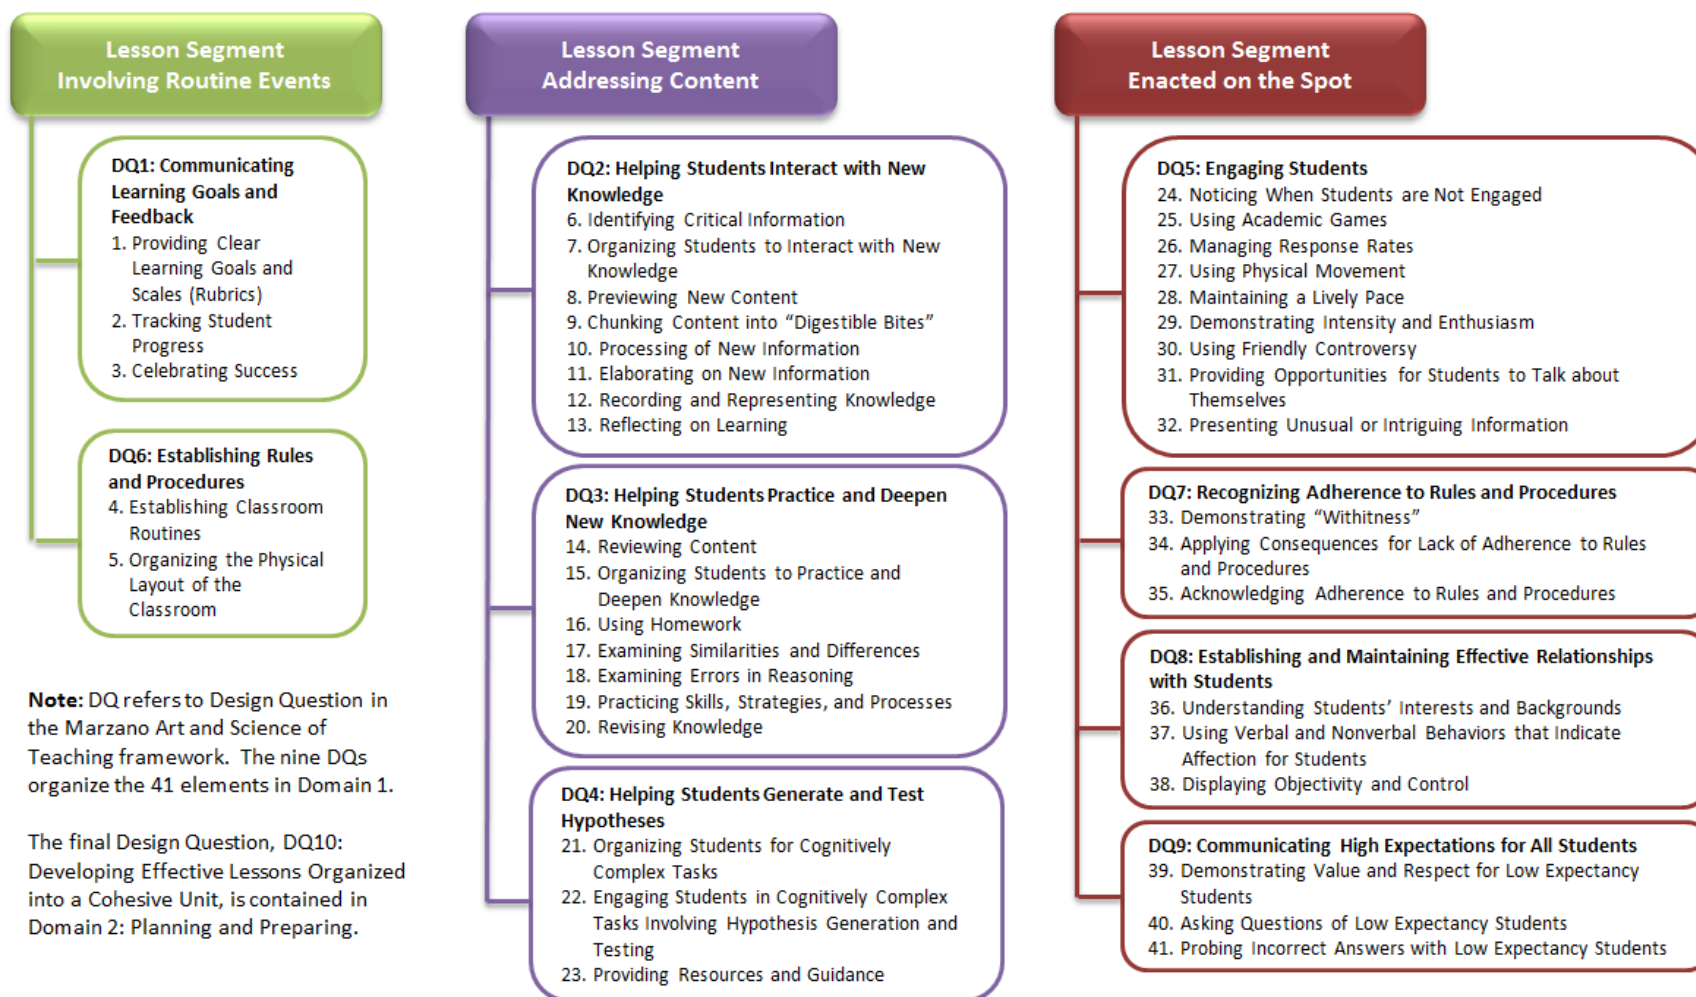 Lesson Segment
Involving Routine Events
DQ1: Communicating
Learning Goals and
Feedback
1. Providing Clear
Learning Goals and
Scales (Rubrics)
2. Tracking Student
Progress
3. Celebrating Success
DQ6: Establishing Rules
and Procedures
4. Establishing Classroom
Routines
5. Organizing the Physical
Layout of the
Classroom
Note: DQ refers to Design Question in
the Marzano Art and Science of
Teaching framework. The nine DQs
organize the 41 elements in Domain 1.
The final Design Question, DQ10:
Developing Effective Lessons Organized
into a Cohesive Unit, is contained in
Domain 2: Planning and Preparing.
Lesson Segment
Addressing Content
DQ2: Helping Students Interact with New
Knowledge
6. Identifying Critical Information
7. Organizing Students to Interact with New
Knowledge
8. Previewing New Content
9. Chunking Content into “Digestible Bites”
10. Processing of New Information
11. Elaborating on New Information
12. Recording and Representing Knowledge
13. Reflecting on Learning
DQ3: Helping Students Practice and Deepen
New Knowledge
14. Reviewing Content
15. Organizing Students to Practice and
Deepen Knowledge
16. Using Homework
17. Examining Similarities and Differences
18. Examining Errors in Reasoning
19. Practicing Skills, Strategies, and Processes
20. Revising Knowledge
DQ4: Helping Students Generate and Test
Hypotheses
21. Organizing Students for Cognitively
Complex Tasks
22. Engaging Students in Cognitively Complex
Tasks Involving Hypothesis Generation and
Testing
23. Providing Resources and Guidance
Lesson Segment
Enacted on the Spot
DQ5: Engaging Students
24. Noticing When Students are Not Engaged
25. Using Academic Games
26. Managing Response Rates
27. Using Physical Movement
28. Maintaining a Lively Pace
29. Demonstrating Intensity and Enthusiasm
30. Using Friendly Controversy
31. Providing Opportunities for Students to Talk about
Themselves
32. Presenting Unusual or Intriguing Information
DQ7: Recognizing Adherence to Rules and Procedures
33. Demonstrating “Withitness”
34. Applying Consequences for Lack of Adherence to Rules
and Procedures
35. Acknowledging Adherence to Rules and Procedures
DQ8: Establishing and Maintaining Effective Relationships
with Students
36. Understanding Students’ Interests and Backgrounds
37. Using Verbal and Nonverbal Behaviors that Indicate
Affection for Students
38. Displaying Objectivity and Control
DQ9: Communicating High Expectations for All Students
39. Demonstrating Value and Respect for Low Expectancy
Students
40. Asking Questions of Low Expectancy Students
41. Probing Incorrect Answers with Low Expectancy Students